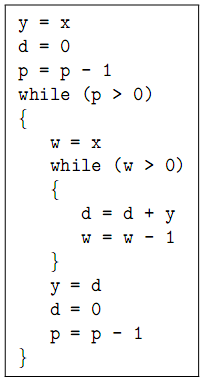 y = x
d = 0
p = p - 1
while (p > 0)
{
   w = x
   while (w > 0)
   {
      d = d + y
      w = w - 1
   }
   y = d
   d = 0
   p = p - 1
}